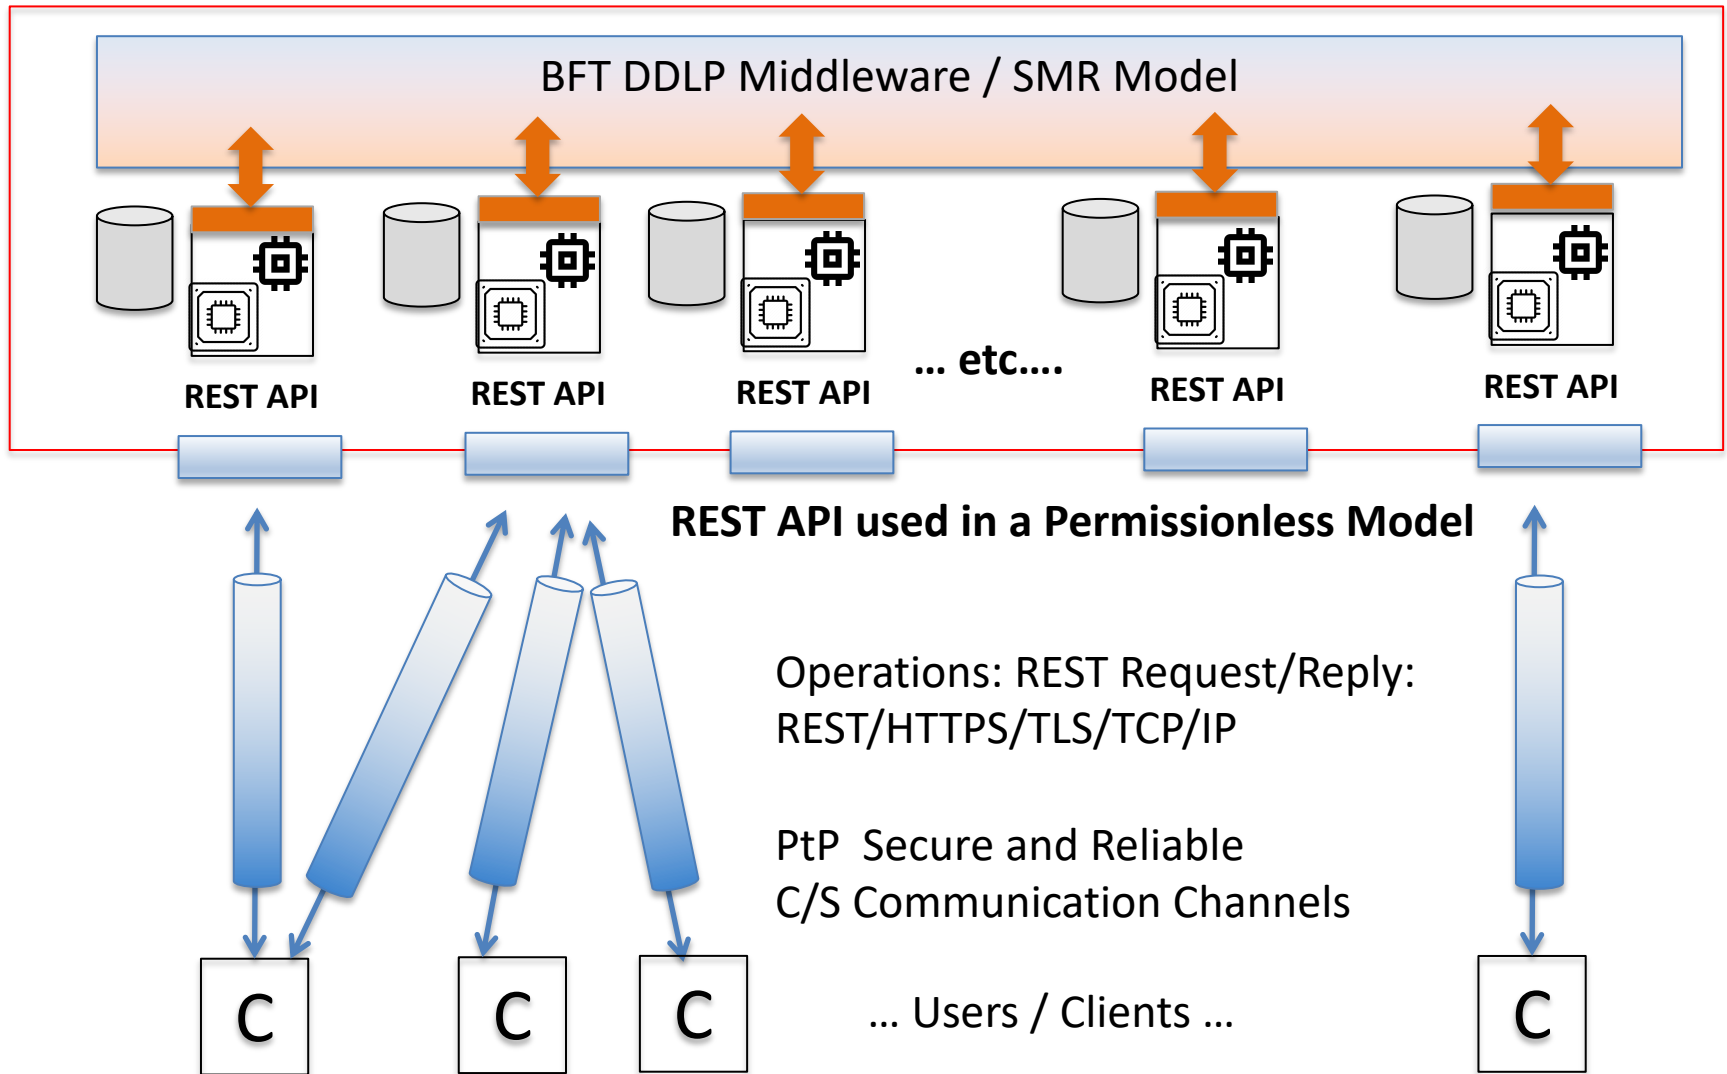 BFT DDLP Middleware / SMR Model
REST API
REST API
REST API
... etc....
REST API
REST API
REST API used in a Permissionless Model
Operations: REST Request/Reply:
REST/HTTPS/TLS/TCP/IP
PtP  Secure and Reliable
C/S Communication Channels
C
C
C
... Users / Clients ...
C